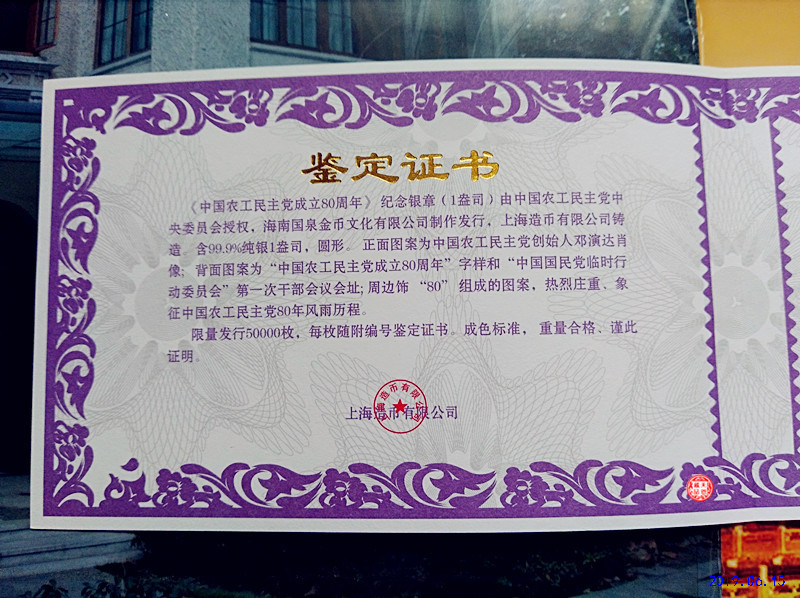 鉴定证书
《中国农工民主党成立80周年》纪念银章(1盎司)由中国农工民主党中
央委员会授权,海南国泉金币文化有限公司制作发行,上海造币有限公司铸
造,含99.9%纯银1盎司,圆形。正面图案为中国农工民主党创始人邓演达肖
像;背面图案为“中国农工民主党成立80周年”字样和“中国国民党临时行
动委员会”第一次干部会议会址;周边饰“80”组成的图案,热烈庄重、象
征中国农工民主党80年风雨历程。
限量发行50000枚,每枚随附编号鉴定证书。成色标准,重量合格、谨此
证明。
上海造币有限公司